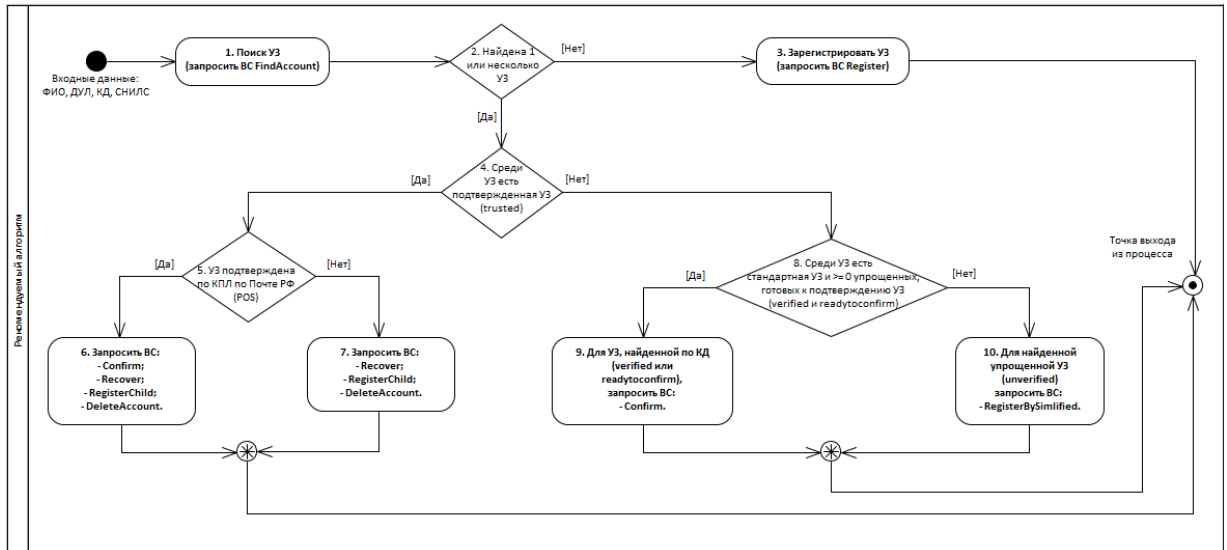 Рекомендуемый алгоритм
Входные данные:
ФИО, ДУЛ, КД, СНИЛС
1. Поиск УЗ
(запросить ВС FindAccount)
2. Найдена 1
или несколько
УЗ
[Нет]
3. Зарегистрировать УЗ
(запросить ВС Register)
[Да]
4. Среди
УЗ есть
подтвержденная УЗ
(trusted)
[Да]
[Нет]
5. УЗ подтверждена
по КПЛ по Почте РФ
(POS)
[Да]
[Нет]
8. Среди УЗ есть
стандартная УЗ и >= 0 упрощенных,
готовых к подтверждению УЗ
(verified и readytoconfirm)
[Да]
[Нет]
Точка выхода
из процесса
6. Запросить ВС:
- Confirm;
- Recover;
- RegisterChild;
- DeleteAccount.
7. Запросить ВС:
- Recover;
- RegisterChild;
- DeleteAccount.
9. Для УЗ, найденной по КД
(verified или
readytoconfirm),
запросить ВС:
- Confirm.
10. Для найденной
упрощенной УЗ
(unverified)
запросить ВС:
- RegisterBySimlified.